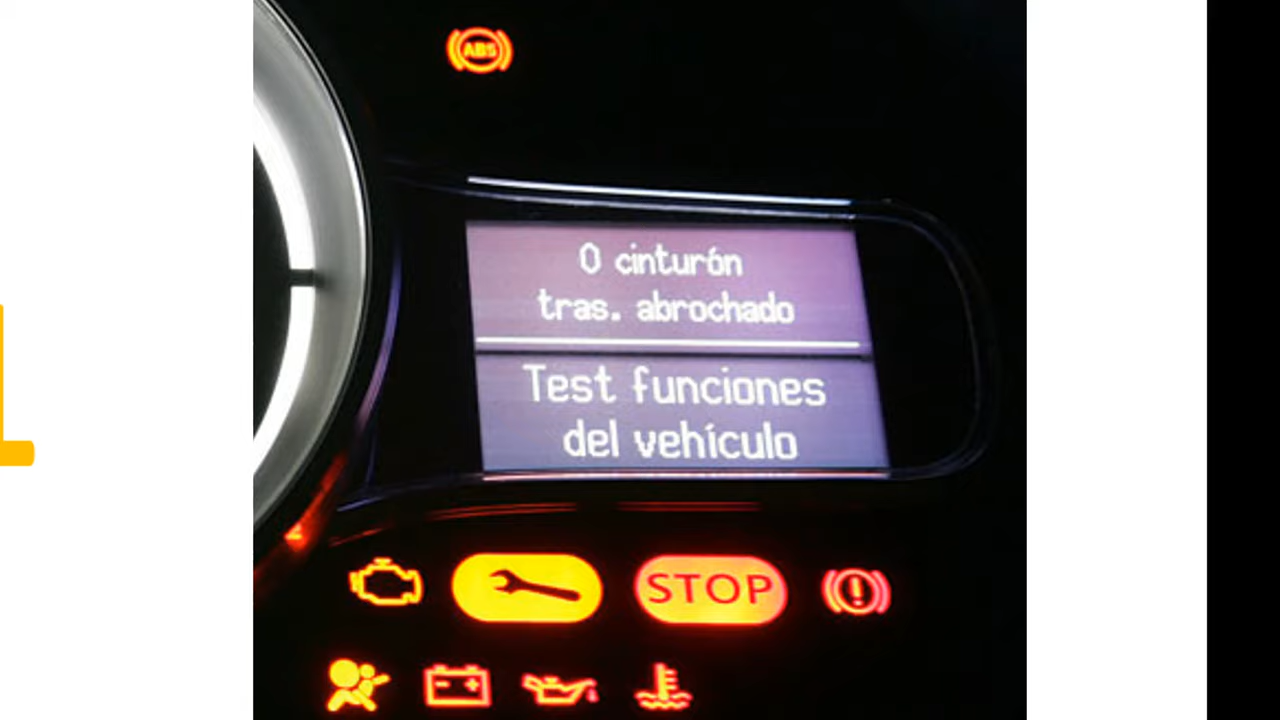 ABS
0 cinturón
tras. abrochado
Test funciones
del vehículo
STOP